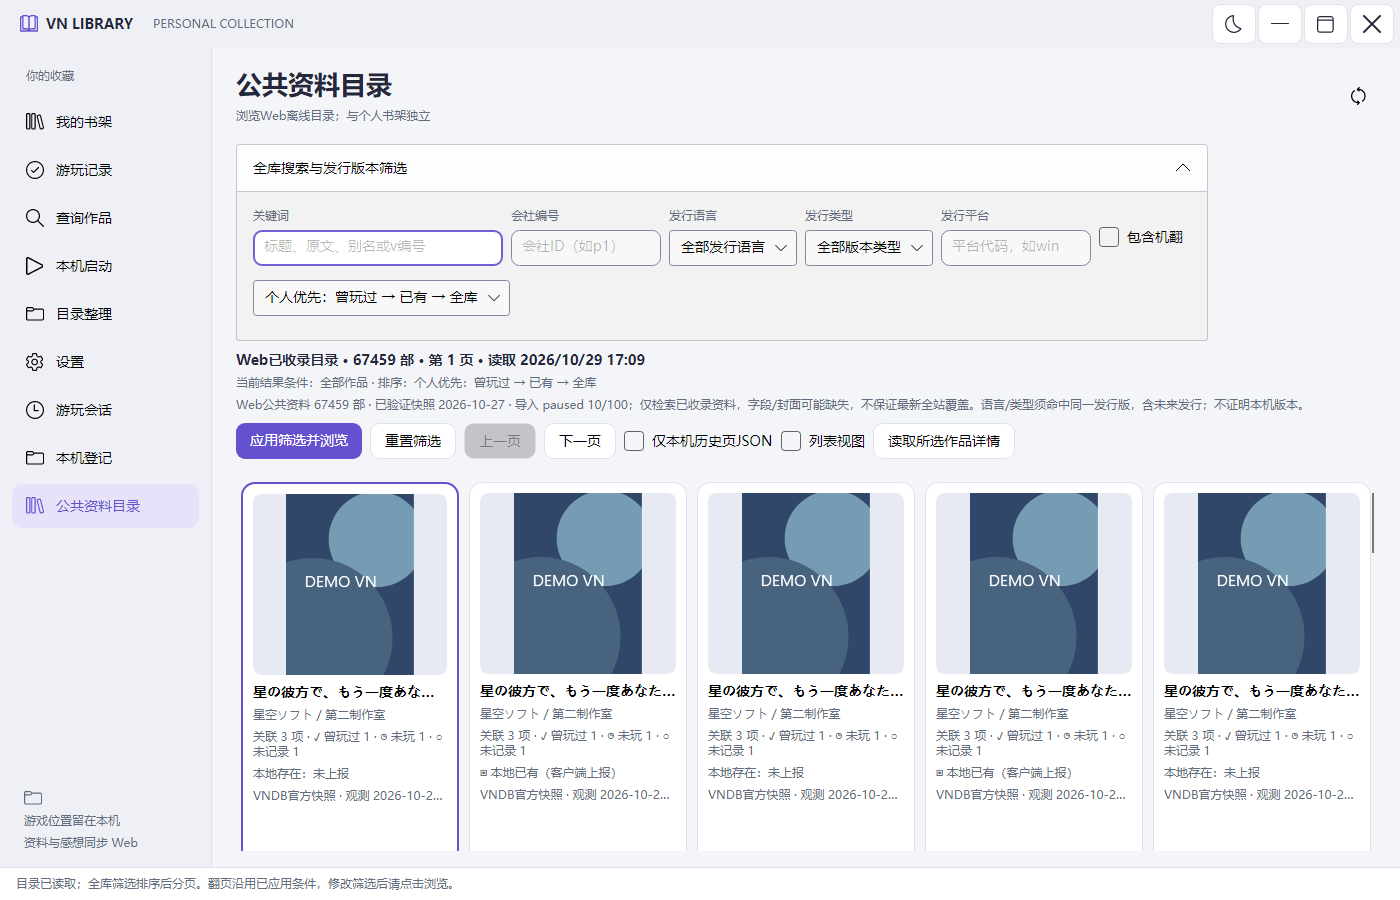 VN LIBRARY
PERSONAL COLLECTION
你的收藏
我的书架
游玩记录
查询作品
本机启动
目录整理
设置
游玩会话
本机登记
公共资料目录
游戏位置留在本机
资料与感想同步 Web
公共资料目录
浏览Web离线目录；与个人书架独立
全库搜索与发行版本筛选
关键词
会社编号
发行语言
发行类型
发行平台
标题、原文、别名或v编号
会社ID（如p1）
全部发行语言
全部版本类型
平台代码，如win
包含机翻
个人优先：曾玩过 → 已有 → 全库
Web已收录目录 • 67459 部 • 第 1 页 • 读取 2026/10/29 17:09
当前结果条件：全部作品 · 排序：个人优先：曾玩过 → 已有 → 全库
Web公共资料 67459 部 · 已验证快照 2026-10-27 · 导入 paused 10/100；仅检索已收录资料，字段/封面可能缺失，不保证最新全站覆盖。语言/类型须命中同一发行版，含未来发行；不证明本机版本。
应用筛选并浏览
重置筛选
上一页
下一页
仅本机历史页JSON
列表视图
读取所选作品详情
DEMO VN
星の彼方で、もう一度あな...
星空ソフト / 第二制作室
关联 3 项 · ✓ 曾玩过 1 · ◔ 未玩 1 · ○
未记录 1
本地存在：未上报
VNDB官方快照 · 观测 2026-10-2...
DEMO VN
星の彼方で、もう一度あなた...
星空ソフト / 第二制作室
关联 3 项 · ✓ 曾玩过 1 · ◔ 未玩 1 · ○
未记录 1
▣ 本地已有（客户端上报）
VNDB官方快照 · 观测 2026-10-2...
DEMO VN
星の彼方で、もう一度あなた...
星空ソフト / 第二制作室
关联 3 项 · ✓ 曾玩过 1 · ◔ 未玩 1 · ○
未记录 1
本地存在：未上报
VNDB官方快照 · 观测 2026-10-2...
DEMO VN
星の彼方で、もう一度あなた...
星空ソフト / 第二制作室
关联 3 项 · ✓ 曾玩过 1 · ◔ 未玩 1 · ○
未记录 1
▣ 本地已有（客户端上报）
VNDB官方快照 · 观测 2026-10-2...
DEMO VN
星の彼方で、もう一度あなた...
星空ソフト / 第二制作室
关联 3 项 · ✓ 曾玩过 1 · ◔ 未玩 1 · ○
未记录 1
本地存在：未上报
VNDB官方快照 · 观测 2026-10-2...
目录已读取；全库筛选排序后分页。翻页沿用已应用条件，修改筛选后请点击浏览。